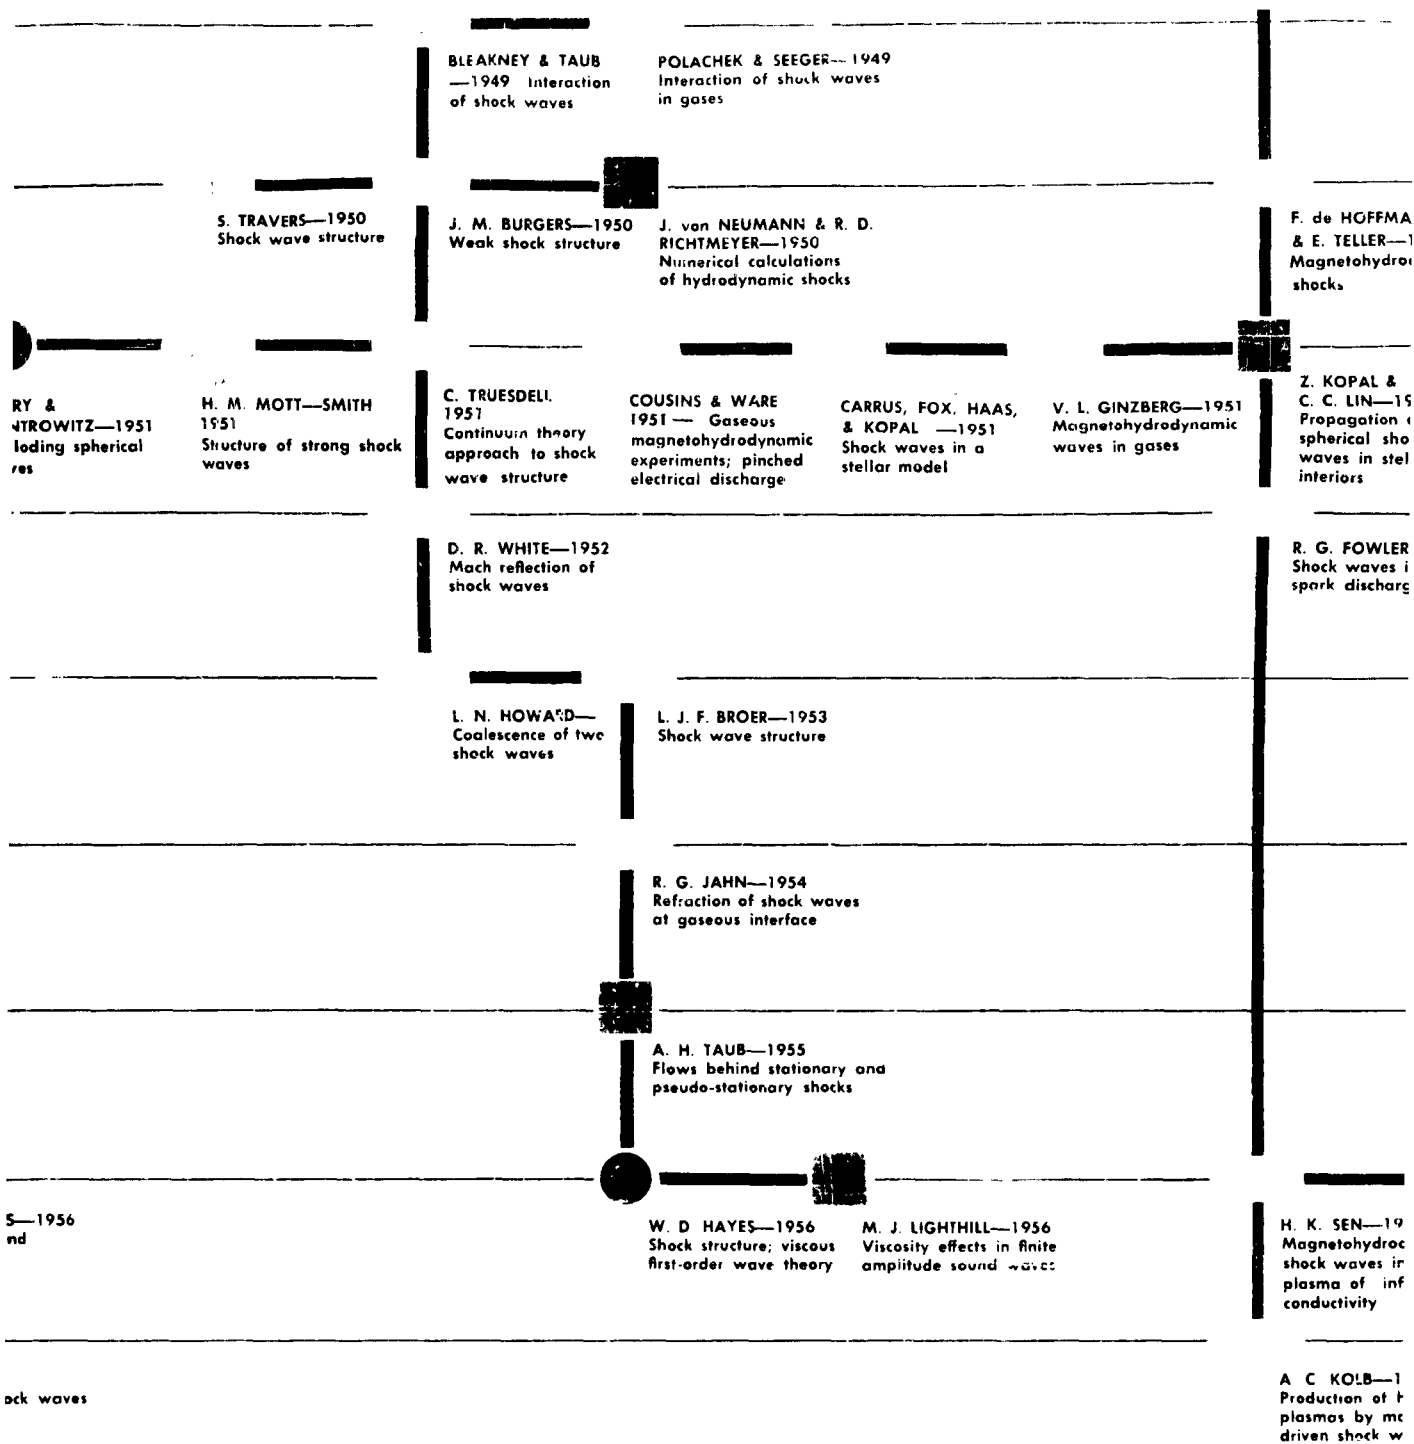 BLEAKNEY & TAUB
—1949 Interaction
of shock waves
POLACHEK & SEEGER—1949
Interaction of shock waves
in gases
S. TRAVERS—1950
Shock wave structure
J. M. BURGERS—1950
Weak shock structure
J. von NEUMANN & R. D.
RICHTMEYER—1950
Numerical calculations
of hydrodynamic shocks
F. de HOFFMA
& E. TELLER—1
Magnetohydro
shocks
RY &
NTROWITZ—1951
loding spherical
res
H. M. MOTT—SMITH
1951
Structure of strong shock
waves
C. TRUESDELL
1951
Continuum theory
approach to shock
wave structure
COUSINS & WARE
1951 — Gaseous
magnetohydrodynamic
experiments; pinched
electrical discharge
CARRUS, FOX, HAAS,
& KOPAL —1951
Shock waves in a
stellar model
V. L. GINZBERG—1951
Magnetohydrodynamic
waves in gases
Z. KOPAL &
C. C. LIN—19
Propagation
spherical sho
waves in stel
interiors
D. R. WHITE—1952
Mach reflection of
shock waves
R. G. FOWLER
Shock waves i
spark discharg
L. N. HOWARD—
Coalescence of two
shock waves
L. J. F. BROER—1953
Shock wave structure
R. G. JAHN—1954
Refraction of shock waves
at gaseous interface
A. H. TAUB—1955
Flows behind stationary and
pseudo-stationary shocks
S—1956
nd
W. D HAYES—1956
Shock structure; viscous
first-order wave theory
M. J. LIGHTHILL—1956
Viscosity effects in finite
amplitude sound waves
H. K. SEN—19
Magnetohydroc
shock waves in
plasma of inf
conductivity
ock waves
A C KOLB—1
Production of h
plasmas by mc
driven shock w